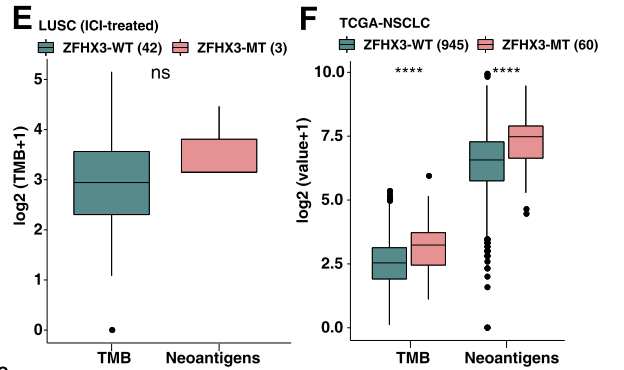 E
LUSC (ICI-treated)
ZFHX3-WT (42) ZFHX3-MT (3)
ns
log2 (TMB+1)
5
4
3
2
1
0
TMB Neoantigens
F
TCGA-NSCLC
ZFHX3-WT (945) ZFHX3-MT (60)
**** ****
log2 (value+1)
10.0
7.5
5.0
2.5
0.0
TMB Neoantigens